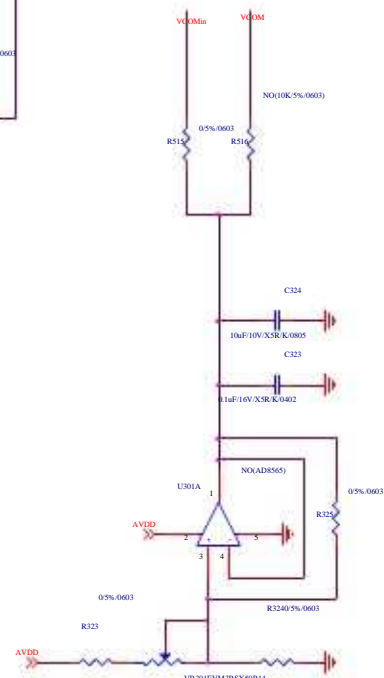 VCOMin
VCOM
0603
NO(10K/5%/0603)
0/5%/0603
R515
R516
C324
10uF/10V/X5R/K/0805
C323
0.1uF/16V/X5R/K/0402
NO(AD8565)
U301A
0/5%/0603
1
R325
AVDD
2
5
3
4
0/5%/0603
R3240/5%/0603
R323
AVDD